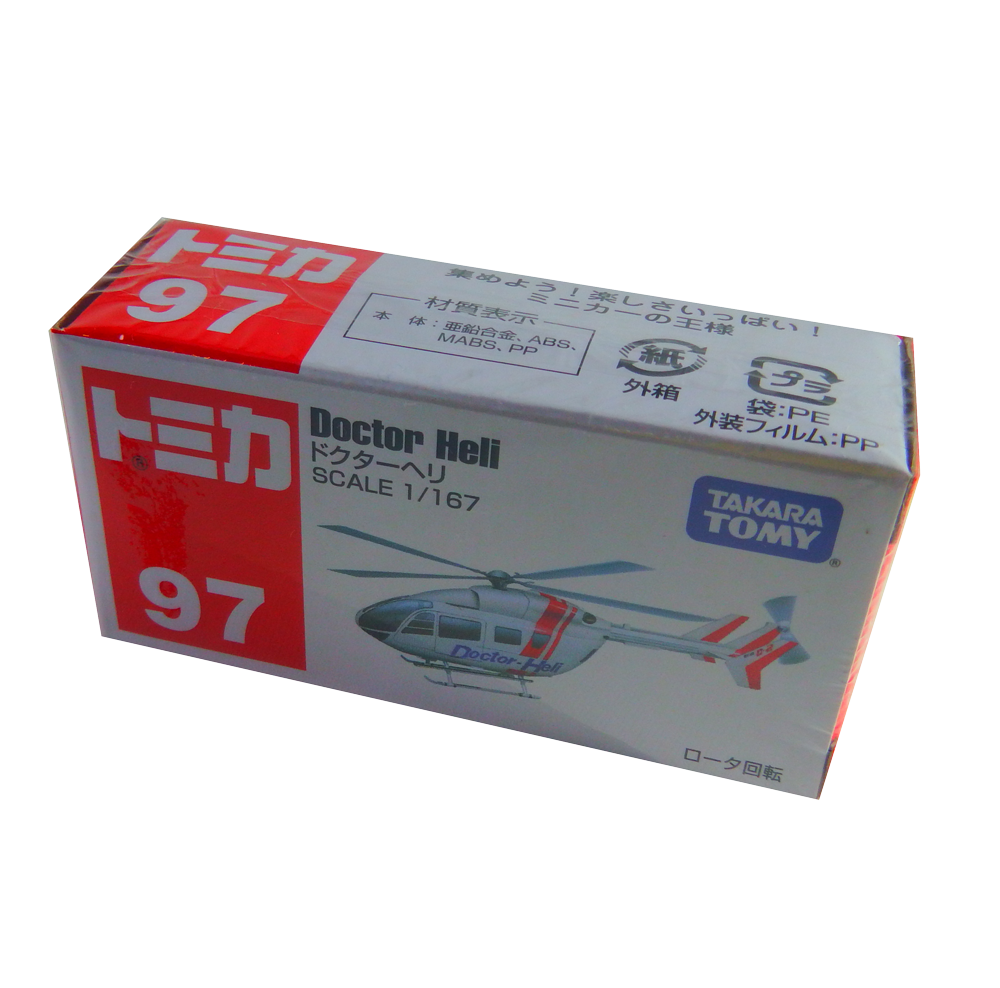 トミカ
97
集めよう！楽しさいっぱい！
ミニカーの王様
材質表示
本 体：亜鉛合金、ABS、
MABS、PP
紙
外箱
プラ
袋：PE
外装フィルム：PP
トミカ
97
Doctor Heli
ドクターヘリ
SCALE 1/167
TAKARA
TOMY
®
Doctor-Heli
ロータ回転